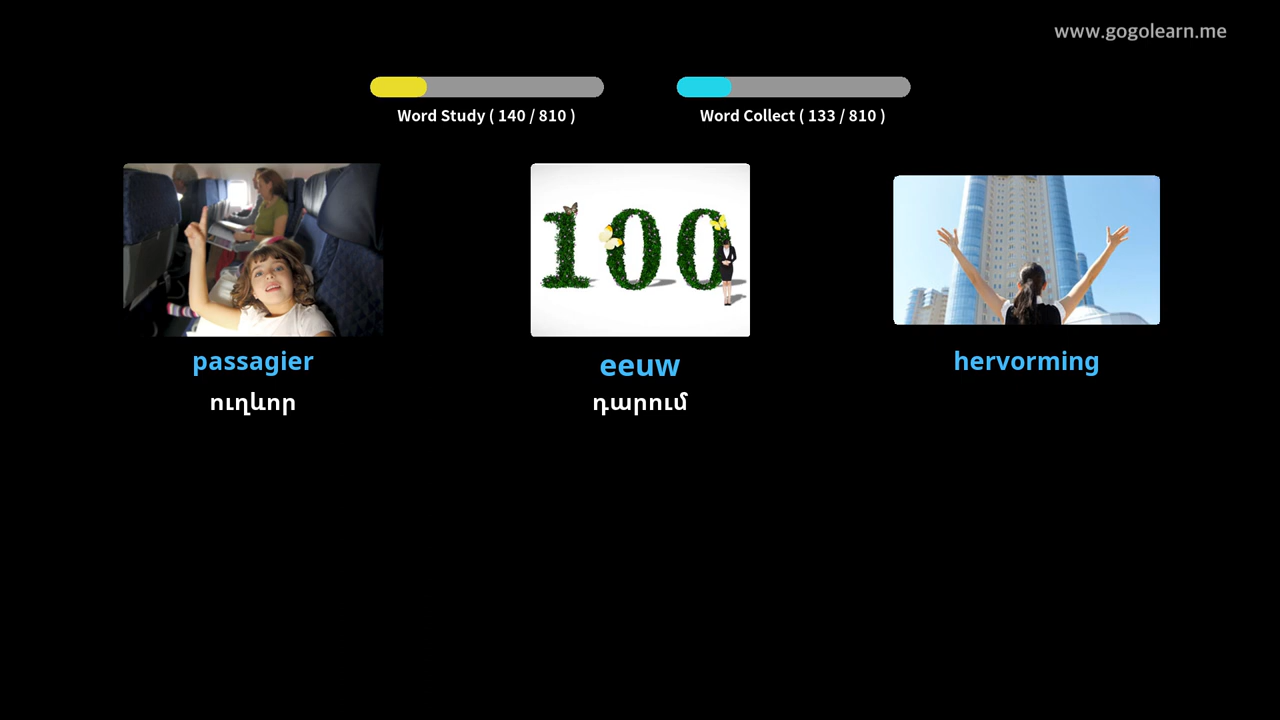 www.gogolearn.me
Word Study ( 140 / 810 )
Word Collect ( 133 / 810 )
100
passagier
eeuw
hervorming
ուղևոր
դարում